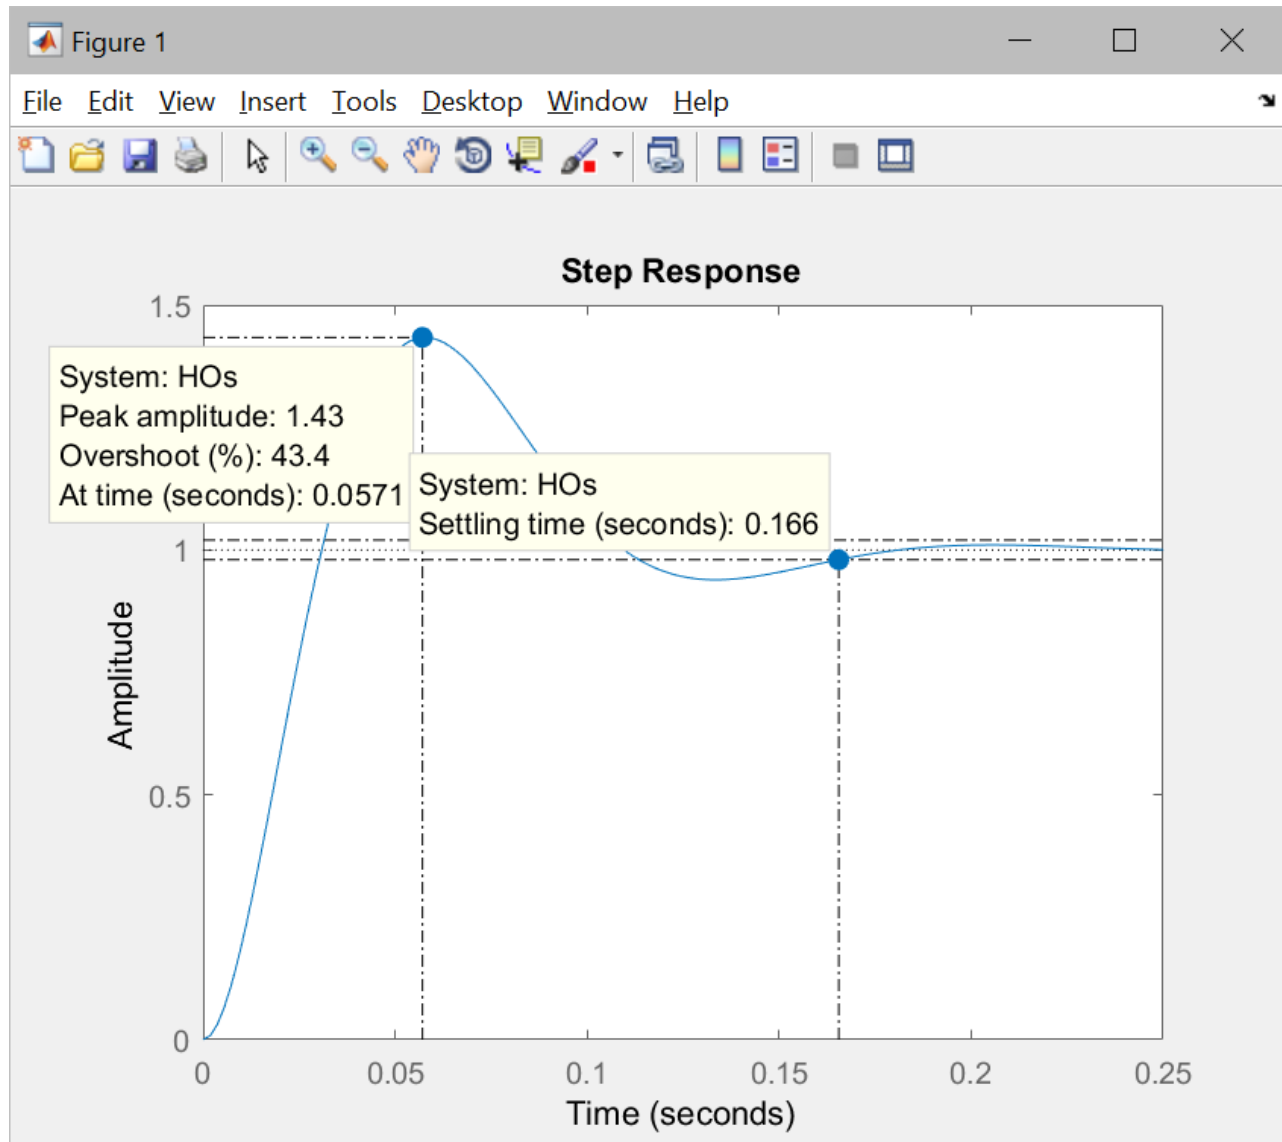 Figure 1
File Edit View Insert Tools Desktop Window Help
Step Response
1.5
System: HOs
Peak amplitude: 1.43
Overshoot (%): 43.4
At time (seconds): 0.0571
System: HOs
Settling time (seconds): 0.166
1
Amplitude
0.5
0
0 0.05 0.1 0.15 0.2 0.25
Time (seconds)